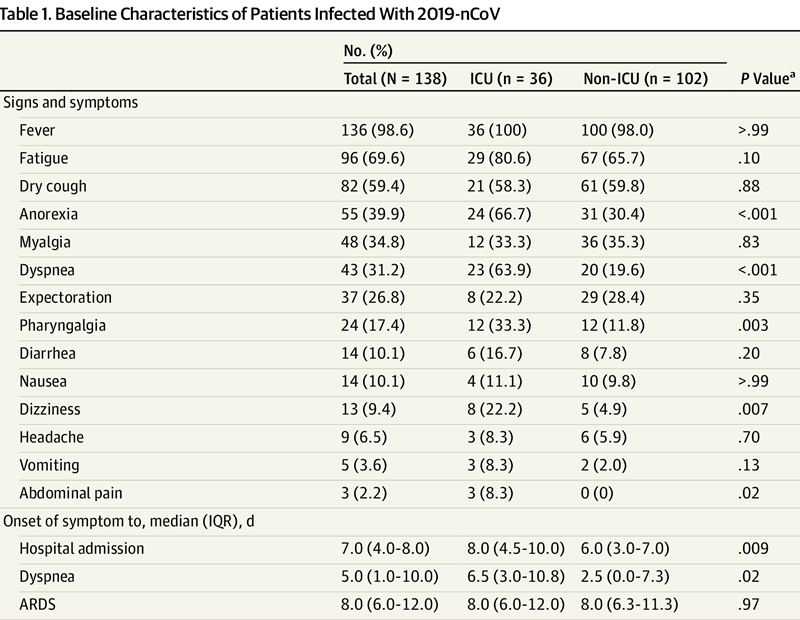 Table 1. Baseline Characteristics of Patients Infected With 2019-nCoV
No. (%)
Total (N = 138) ICU (n = 36) Non-ICU (n = 102) P Valueᵃ
Signs and symptoms
Fever 136 (98.6) 36 (100) 100 (98.0) >.99
Fatigue 96 (69.6) 29 (80.6) 67 (65.7) .10
Dry cough 82 (59.4) 21 (58.3) 61 (59.8) .88
Anorexia 55 (39.9) 24 (66.7) 31 (30.4) <.001
Myalgia 48 (34.8) 12 (33.3) 36 (35.3) .83
Dyspnea 43 (31.2) 23 (63.9) 20 (19.6) <.001
Expectoration 37 (26.8) 8 (22.2) 29 (28.4) .35
Pharyngalgia 24 (17.4) 12 (33.3) 12 (11.8) .003
Diarrhea 14 (10.1) 6 (16.7) 8 (7.8) .20
Nausea 14 (10.1) 4 (11.1) 10 (9.8) >.99
Dizziness 13 (9.4) 8 (22.2) 5 (4.9) .007
Headache 9 (6.5) 3 (8.3) 6 (5.9) .70
Vomiting 5 (3.6) 3 (8.3) 2 (2.0) .13
Abdominal pain 3 (2.2) 3 (8.3) 0 (0) .02
Onset of symptom to, median (IQR), d
Hospital admission 7.0 (4.0-8.0) 8.0 (4.5-10.0) 6.0 (3.0-7.0) .009
Dyspnea 5.0 (1.0-10.0) 6.5 (3.0-10.8) 2.5 (0.0-7.3) .02
ARDS 8.0 (6.0-12.0) 8.0 (6.0-12.0) 8.0 (6.3-11.3) .97